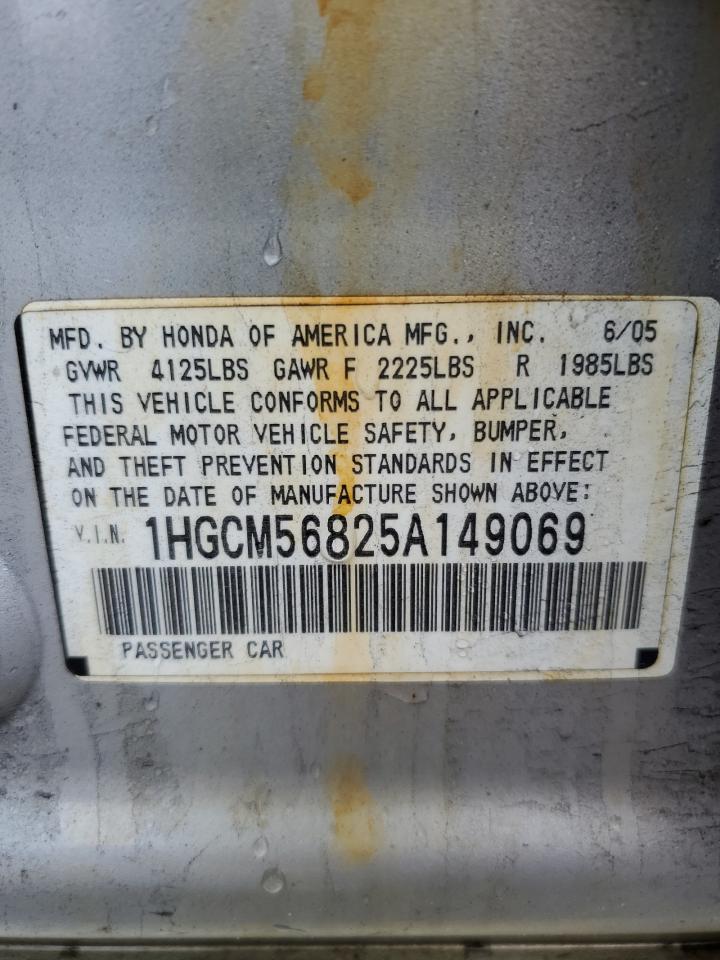 MFD. BY HONDA OF AMERICA MFG., INC. 6/05
GVWR 4125LBS GAWR F 2225LBS R 1985LBS
THIS VEHICLE CONFORMS TO ALL APPLICABLE
FEDERAL MOTOR VEHICLE SAFETY, BUMPER,
AND THEFT PREVENTION STANDARDS IN EFFECT
ON THE DATE OF MANUFACTURE SHOWN ABOVE:
V.I.N. 1HGCM56825A149069
PASSENGER CAR